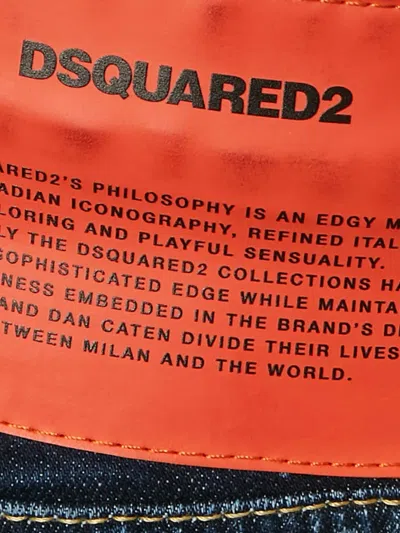 DSQUARED2
ARED2'S PHILOSOPHY IS AN EDGY M
ADIAN ICONOGRAPHY, REFINED ITAL
LORING AND PLAYFUL SENSUALITY.
LY THE DSQUARED2 COLLECTIONS HA
SOPHISTICATED EDGE WHILE MAINTA
NESS EMBEDDED IN THE BRAND'S D
AND DAN CATEN DIVIDE THEIR LIVES
TWEEN MILAN AND THE WORLD.